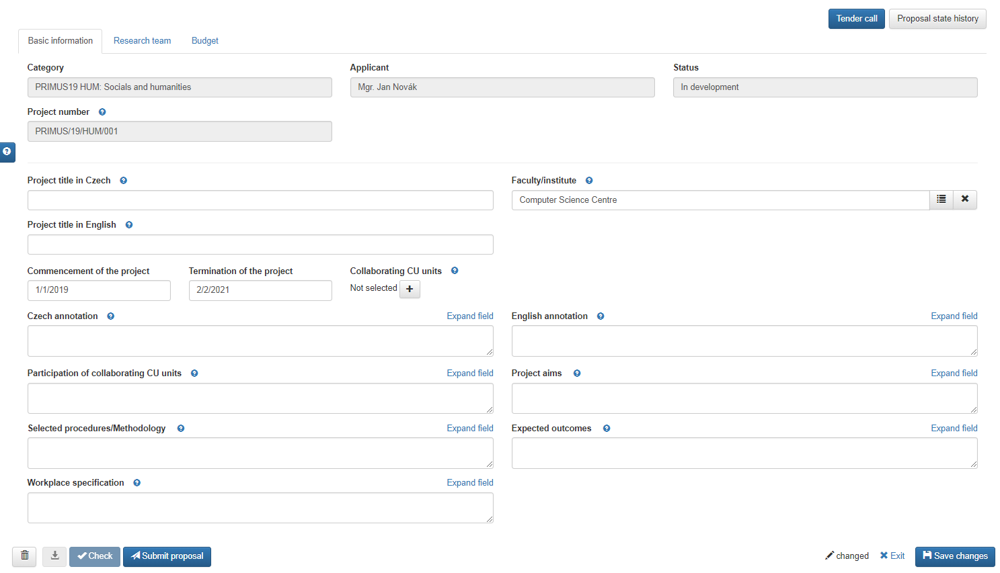 Tender call
Proposal state history
Basic information
Research team
Budget
Category
Applicant
Status
PRIMUS19 HUM: Socials and humanities
Mgr. Jan Novák
In development
Project number
PRIMUS/19/HUM/001
Project title in Czech
Faculty/institute
Computer Science Centre
Project title in English
Commencement of the project
Termination of the project
Collaborating CU units
1/1/2019
2/2/2021
Not selected
Czech annotation
Expand field
English annotation
Expand field
Participation of collaborating CU units
Expand field
Project aims
Expand field
Selected procedures/Methodology
Expand field
Expected outcomes
Expand field
Workplace specification
Expand field
Check
Submit proposal
changed
Exit
Save changes